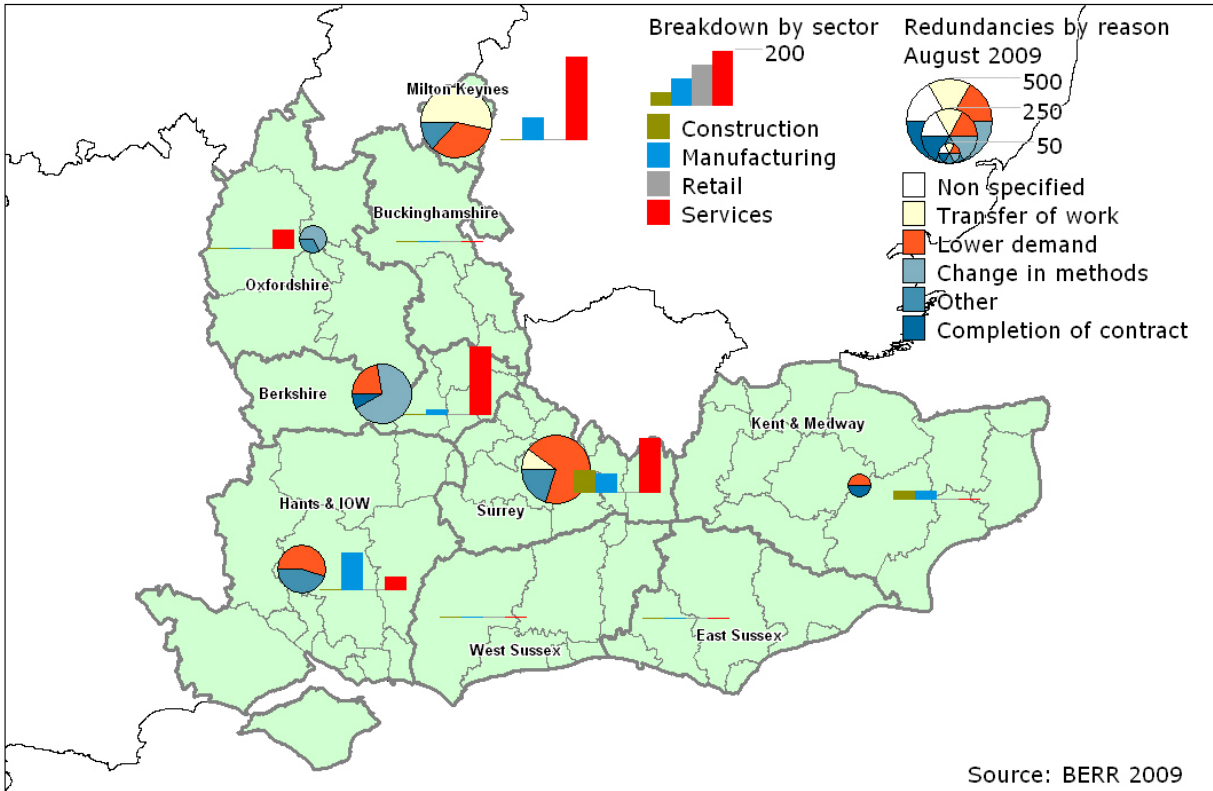 Breakdown by sector
200
Construction
Manufacturing
Retail
Services
Redundancies by reason
August 2009
500
250
50
Non specified
Transfer of work
Lower demand
Change in methods
Other
Completion of contract
Milton Keynes
Buckinghamshire
Oxfordshire
Berkshire
Kent & Medway
Hants & IOW
Surrey
West Sussex
East Sussex
Source: BERR 2009